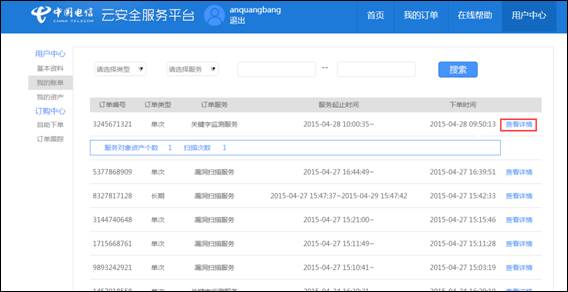 中国电信
CHINA TELECOM
云安全服务平台
anquangbang
退出
首页 我的订单 在线帮助 用户中心
用户中心
基本资料
我的账单
我的资产
订购中心
自助下单
订单跟踪
请选择类型 请选择服务 -- 搜索
订单编号 订单类型 订单服务 服务起止时间 下单时间
3245671321 单次 关键字监测服务 2015-04-28 10:00:35~ 2015-04-28 09:50:13 查看详情
服务对象资产个数 1 扫描次数 1
5377868909 单次 漏洞扫描服务 2015-04-27 16:44:49~ 2015-04-27 16:39:51 查看详情
8327817128 长期 漏洞扫描服务 2015-04-27 15:47:37~2015-04-29 15:47:42 2015-04-27 15:42:33 查看详情
3144740648 单次 漏洞扫描服务 2015-04-27 15:21:00~ 2015-04-27 15:15:46 查看详情
1715668761 单次 漏洞扫描服务 2015-04-27 15:11:49~ 2015-04-27 15:11:28 查看详情
9893242921 单次 漏洞扫描服务 2015-04-27 15:10:41~ 2015-04-27 15:03:19 查看详情